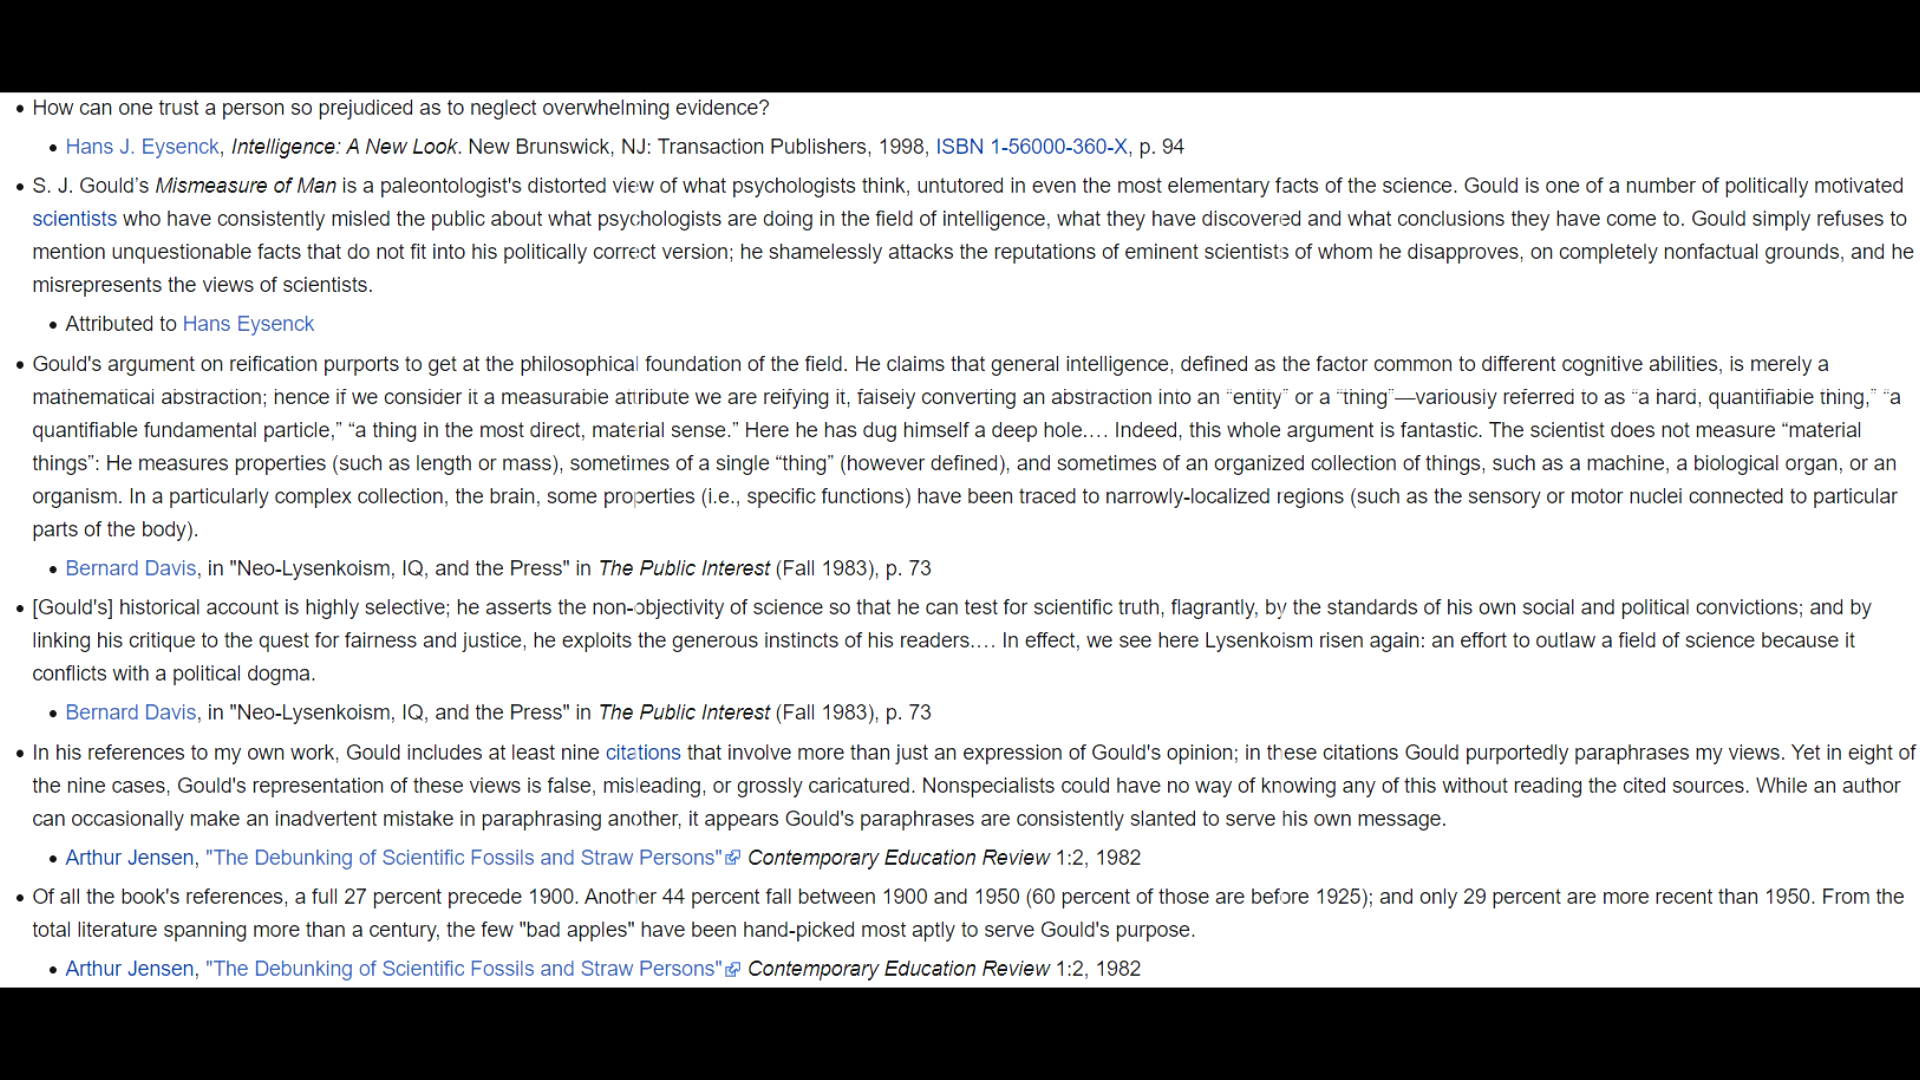 • How can one trust a person so prejudiced as to neglect overwhelming evidence?
• Hans J. Eysenck, Intelligence: A New Look. New Brunswick, NJ: Transaction Publishers, 1998, ISBN 1-56000-360-X, p. 94
• S. J. Gould's Mismeasure of Man is a paleontologist's distorted view of what psychologists think, untutored in even the most elementary facts of the science. Gould is one of a number of politically motivated
scientists who have consistently misled the public about what psychologists are doing in the field of intelligence, what they have discovered and what conclusions they have come to. Gould simply refuses to
mention unquestionable facts that do not fit into his politically correct version; he shamelessly attacks the reputations of eminent scientists of whom he disapproves, on completely nonfactual grounds, and he
misrepresents the views of scientists.
• Attributed to Hans Eysenck
• Gould's argument on reification purports to get at the philosophical foundation of the field. He claims that general intelligence, defined as the factor common to different cognitive abilities, is merely a
mathematical abstraction; hence if we consider it a measurable attribute we are reifying it, falsely converting an abstraction into an “entity” or a “thing”—variously referred to as “a hard, quantifiable thing,” “a
quantifiable fundamental particle,” “a thing in the most direct, material sense.” Here he has dug himself a deep hole.… Indeed, this whole argument is fantastic. The scientist does not measure “material
things”: He measures properties (such as length or mass), sometimes of a single “thing” (however defined), and sometimes of an organized collection of things, such as a machine, a biological organ, or an
organism. In a particularly complex collection, the brain, some properties (i.e., specific functions) have been traced to narrowly-localized regions (such as the sensory or motor nuclei connected to particular
parts of the body).
• Bernard Davis, in "Neo-Lysenkoism, IQ, and the Press" in The Public Interest (Fall 1983), p. 73
• [Gould's] historical account is highly selective; he asserts the non-objectivity of science so that he can test for scientific truth, flagrantly, by the standards of his own social and political convictions; and by
linking his critique to the quest for fairness and justice, he exploits the generous instincts of his readers.… In effect, we see here Lysenkoism risen again: an effort to outlaw a field of science because it
conflicts with a political dogma.
• Bernard Davis, in "Neo-Lysenkoism, IQ, and the Press" in The Public Interest (Fall 1983), p. 73
• In his references to my own work, Gould includes at least nine citations that involve more than just an expression of Gould's opinion; in these citations Gould purportedly paraphrases my views. Yet in eight of
the nine cases, Gould's representation of these views is false, misleading, or grossly caricatured. Nonspecialists could have no way of knowing any of this without reading the cited sources. While an author
can occasionally make an inadvertent mistake in paraphrasing another, it appears Gould's paraphrases are consistently slanted to serve his own message.
• Arthur Jensen, "The Debunking of Scientific Fossils and Straw Persons" Contemporary Education Review 1:2, 1982
• Of all the book's references, a full 27 percent precede 1900. Another 44 percent fall between 1900 and 1950 (60 percent of those are before 1925); and only 29 percent are more recent than 1950. From the
total literature spanning more than a century, the few "bad apples" have been hand-picked most aptly to serve Gould's purpose.
• Arthur Jensen, "The Debunking of Scientific Fossils and Straw Persons" Contemporary Education Review 1:2, 1982